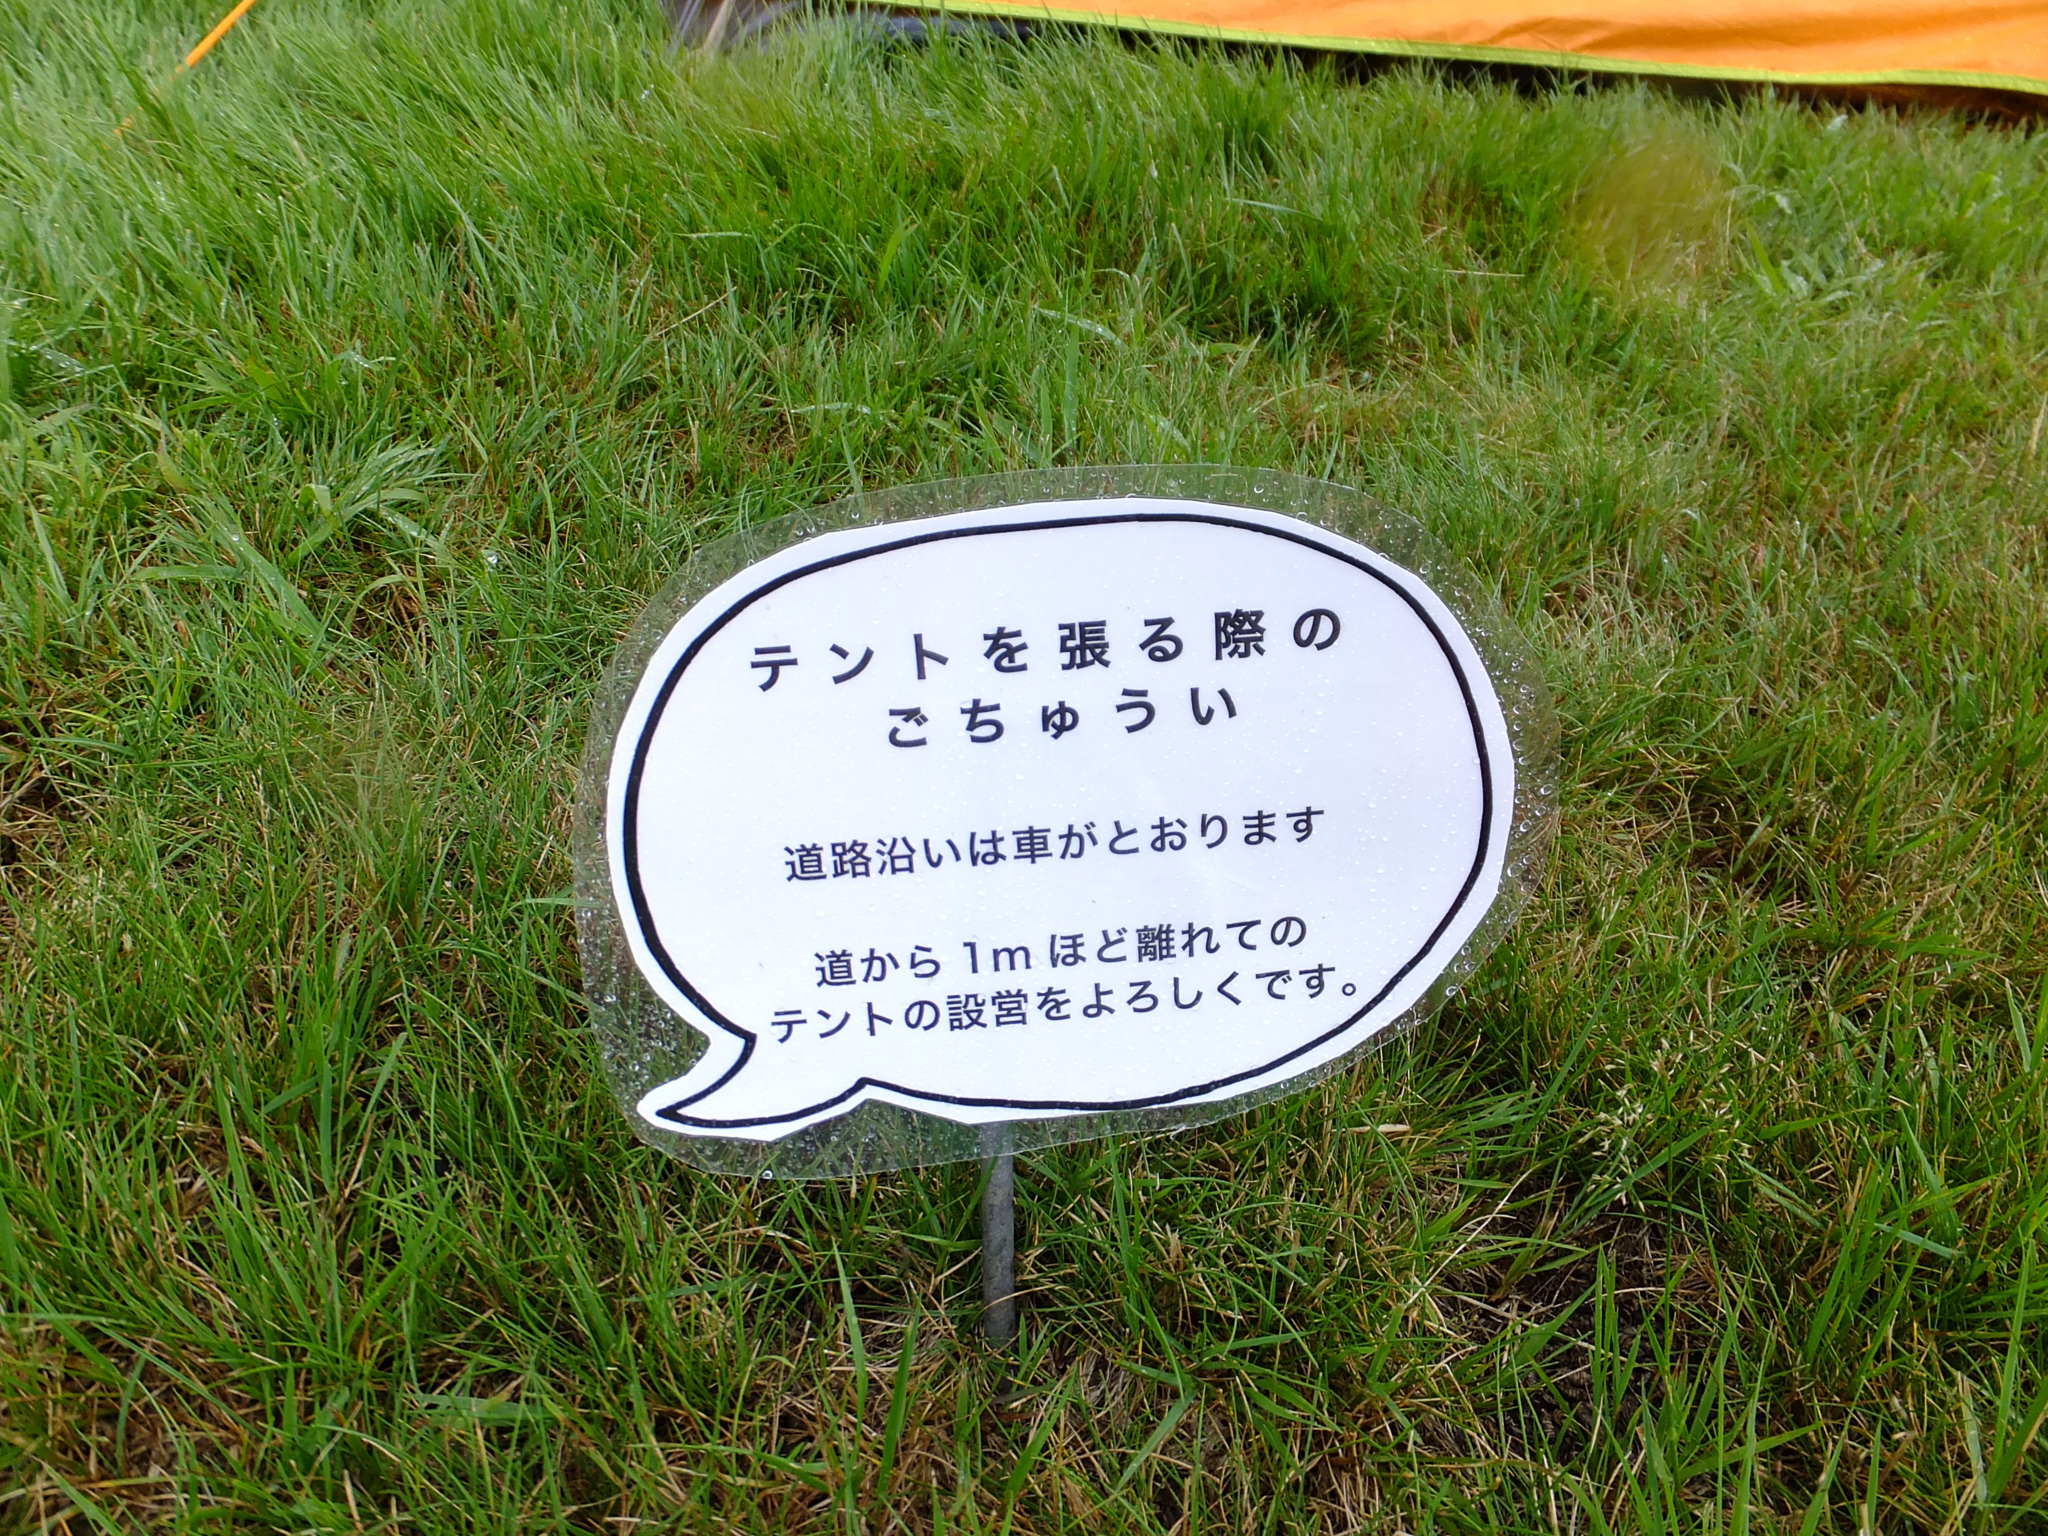 テントを張る際の
ごちゅうい
道路沿いは車がとおります
道から1mほど離れての
テントの設営をよろしくです。